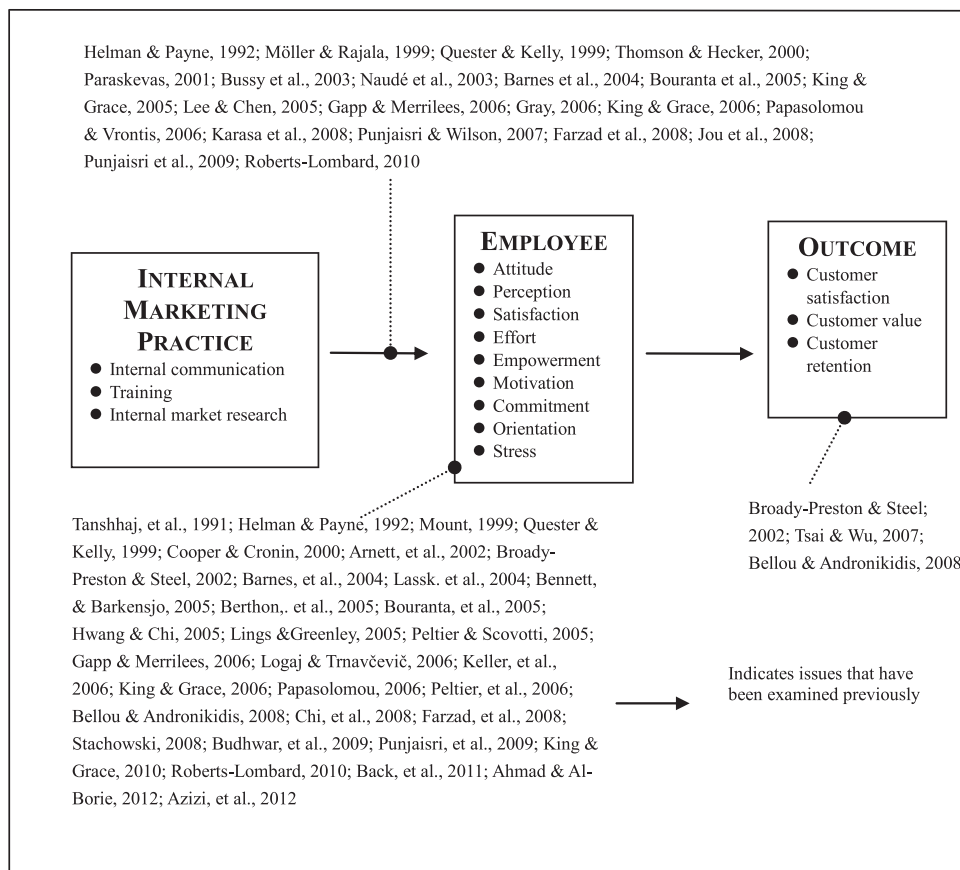 Helman & Payne, 1992; Möller & Rajala, 1999; Quester & Kelly, 1999; Thomson & Hecker, 2000;
Paraskevas, 2001; Bussy et al., 2003; Naudé et al., 2003; Barnes et al., 2004; Bouranta et al., 2005; King &
Grace, 2005; Lee & Chen, 2005; Gapp & Merrilees, 2006; Gray, 2006; King & Grace, 2006; Papasolomou
& Vrontis, 2006; Karasa et al., 2008; Punjaisri & Wilson, 2007; Farzad et al., 2008; Jou et al., 2008;
Punjaisri et al., 2009; Roberts-Lombard, 2010
INTERNAL
MARKETING
PRACTICE
● Internal communication
● Training
● Internal market research
EMPLOYEE
● Attitude
● Perception
● Satisfaction
● Effort
● Empowerment
● Motivation
● Commitment
● Orientation
● Stress
OUTCOME
● Customer
satisfaction
● Customer value
● Customer
retention
Tanshhaj, et al., 1991; Helman & Payne, 1992; Mount, 1999; Quester &
Kelly, 1999; Cooper & Cronin, 2000; Arnett, et al., 2002; Broady-
Preston & Steel, 2002; Barnes, et al., 2004; Lassk. et al., 2004; Bennett,
& Barkensjo, 2005; Berthon,. et al., 2005; Bouranta, et al., 2005;
Hwang & Chi, 2005; Lings &Greenley, 2005; Peltier & Scovotti, 2005;
Gapp & Merrilees, 2006; Logaj & Trnavčevič, 2006; Keller, et al.,
2006; King & Grace, 2006; Papasolomou, 2006; Peltier, et al., 2006;
Bellou & Andronikidis, 2008; Chi, et al., 2008; Farzad, et al., 2008;
Stachowski, 2008; Budhwar, et al., 2009; Punjaisri, et al., 2009; King &
Grace, 2010; Roberts-Lombard, 2010; Back, et al., 2011; Ahmad & Al-
Borie, 2012; Azizi, et al., 2012
Broady-Preston & Steel;
2002; Tsai & Wu, 2007;
Bellou & Andronikidis, 2008
Indicates issues that have
been examined previously